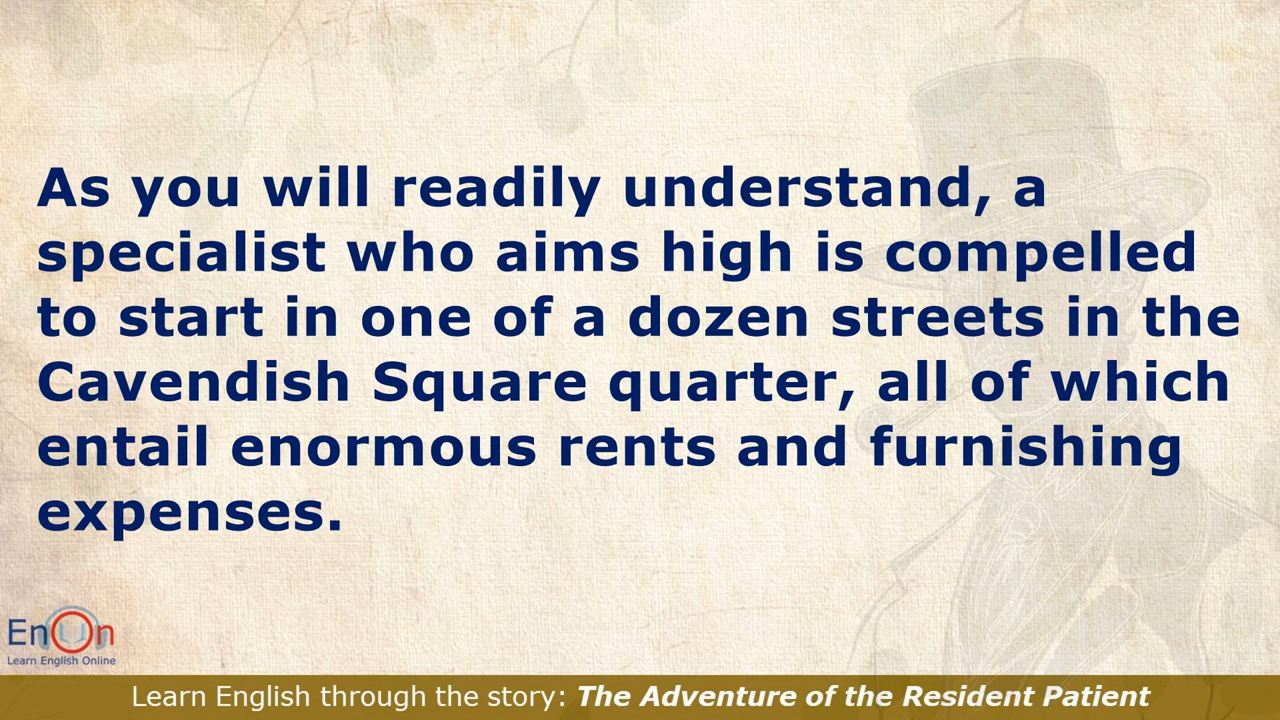 As you will readily understand, a
specialist who aims high is compelled
to start in one of a dozen streets in the
Cavendish Square quarter, all of which
entail enormous rents and furnishing
expenses.
EnOn
Learn English Online
Learn English through the story: The Adventure of the Resident Patient